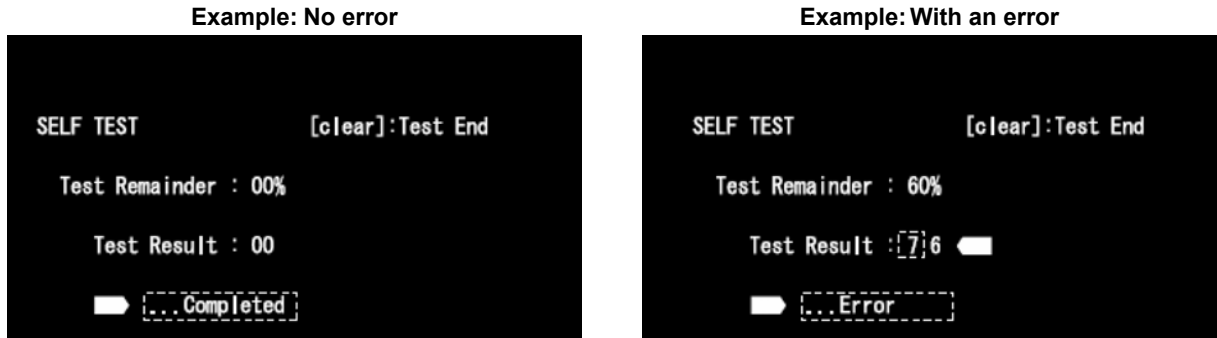 Example: No error
SELF TEST [clear]:Test End
Test Remainder : 00%
Test Result : 00
...Completed
Example: With an error
SELF TEST [clear]:Test End
Test Remainder : 60%
Test Result : 76
...Error